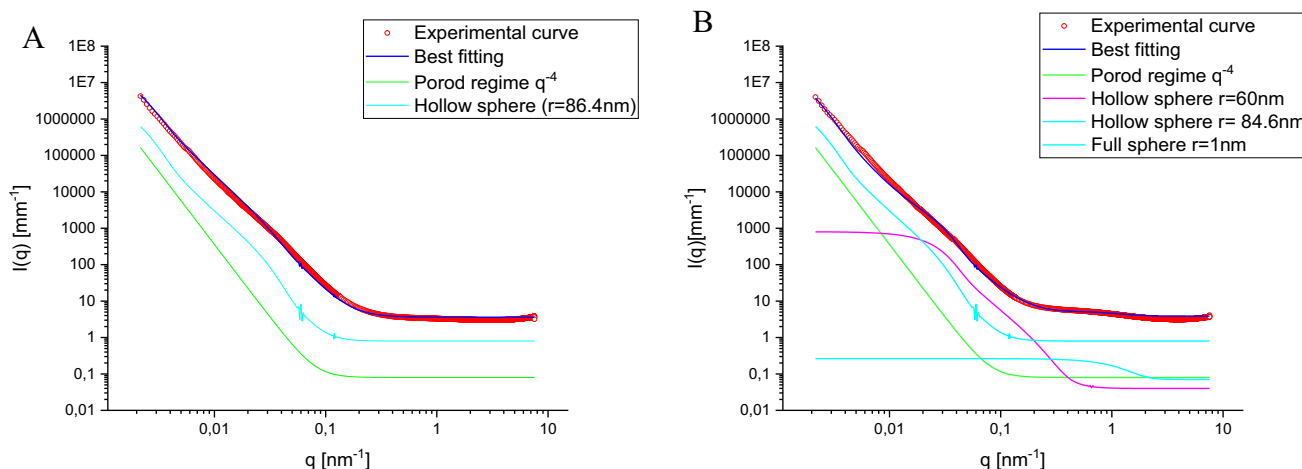 A
Experimental curve
Best fitting
Porod regime q-4
Hollow sphere (r=86.4nm)
1E8
1E7
1000000
100000
10000
1000
100
10
1
0,1
0,01
I(q) [mm-1]
0,01
0,1
1
10
q [nm-1]
B
Experimental curve
Best fitting
Porod regime q-4
Hollow sphere r=60nm
Hollow sphere r= 84.6nm
Full sphere r=1nm
1E8
1E7
1000000
100000
10000
1000
100
10
1
0,1
0,01
I(q)[mm-1]
0,01
0,1
1
10
q [nm-1]